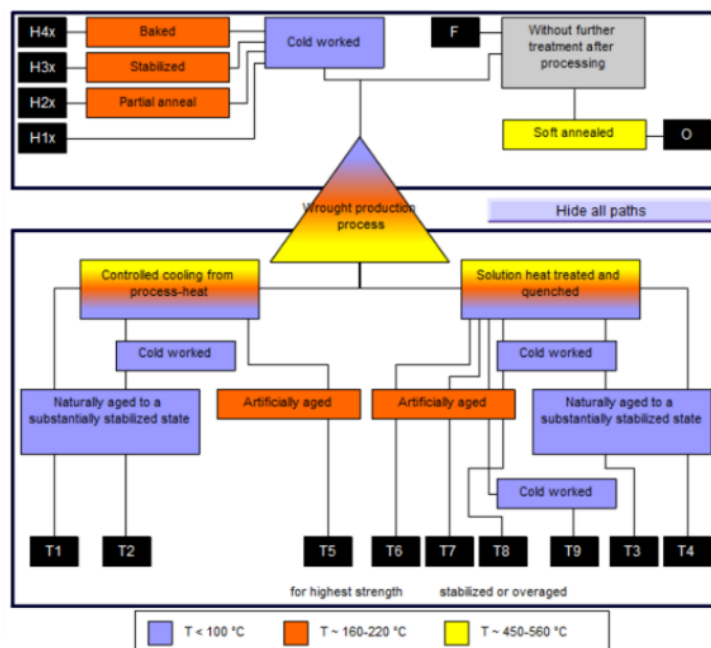 H4x
Baked
Cold worked
F
Without further
treatment after
processing
H3x
Stabilized
H2x
Partial anneal
H1x
Soft annealed
O
Wrought production
process
Hide all paths
Controlled cooling from
process-heat
Solution heat treated and
quenched
Cold worked
Cold worked
Naturally aged to a
substantially stabilized state
Artificially aged
Artificially aged
Naturally aged to a
substantially stabilized state
Cold worked
T1
T2
T5
T6
T7
T8
T9
T3
T4
for highest strength
stabilized or overaged
T < 100 °C
T ~ 160-220 °C
T ~ 450-560 °C